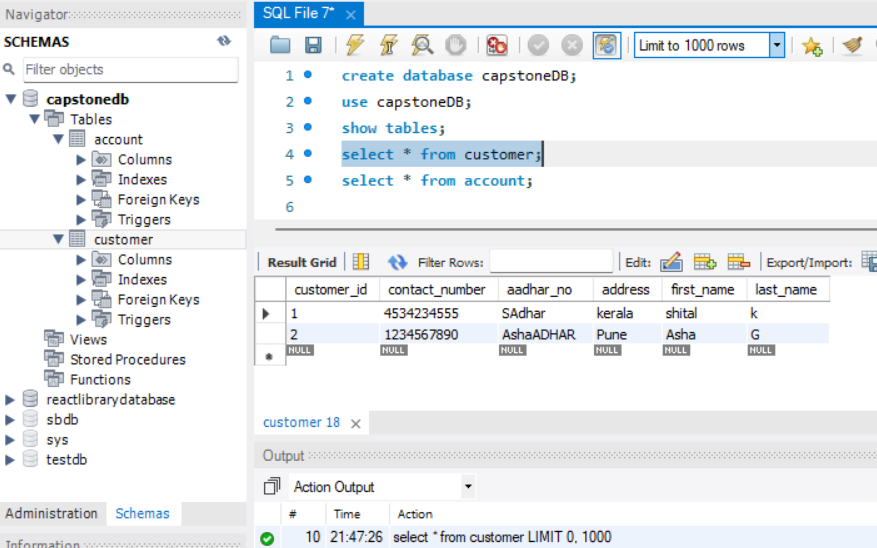 Navigator
SCHEMAS
Filter objects
capstonedb
Tables
account
Columns
Indexes
Foreign Keys
Triggers
customer
Columns
Indexes
Foreign Keys
Triggers
Views
Stored Procedures
Functions
reactlibrarydatabase
sbdb
sys
testdb
Administration Schemas
Information
SQL File 7*
Limit to 1000 rows
1 create database capstoneDB;
2 use capstoneDB;
3 show tables;
4 select * from customer;
5 select * from account;
6
Result Grid Filter Rows: Edit: Export/Import:
customer_id contact_number aadhar_no address first_name last_name
1 4534234555 SAdhar kerala shital k
2 1234567890 AshaADHAR Pune Asha G
NULL NULL NULL NULL NULL NULL
customer 18
Output
Action Output
# Time Action
10 21:47:26 select * from customer LIMIT 0, 1000